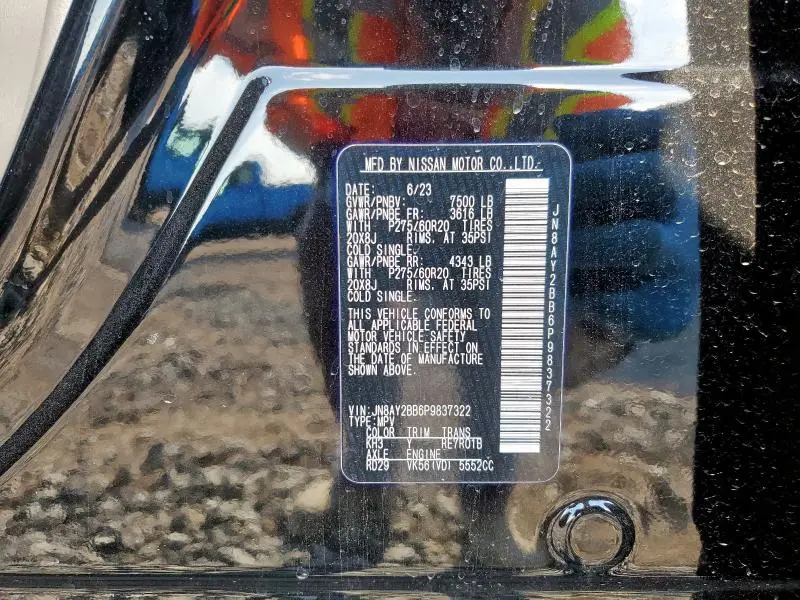 MFD BY NISSAN MOTOR CO.,LTD.
DATE: 6/23
GVWR/PNBV: 7500 LB
GAWR/PNBE FR: 3616 LB
WITH P275/60R20 TIRES
20X8J RIMS. AT 35PSI
COLD SINGLE.
GAWR/PNBE RR: 4343 LB
WITH P275/60R20 TIRES
20X8J RIMS. AT 35PSI
COLD SINGLE.
THIS VEHICLE CONFORMS TO
ALL APPLICABLE FEDERAL
MOTOR VEHICLE SAFETY
STANDARDS IN EFFECT ON
THE DATE OF MANUFACTURE
SHOWN ABOVE.
VIN:JN8AY2BB6P9837322
TYPE:MPV
COLOR TRIM TRANS
KH3 Y RE7R01B
AXLE ENGINE
RD29 VK56(VD) 5552CC
JN8AY2BB6P9837322